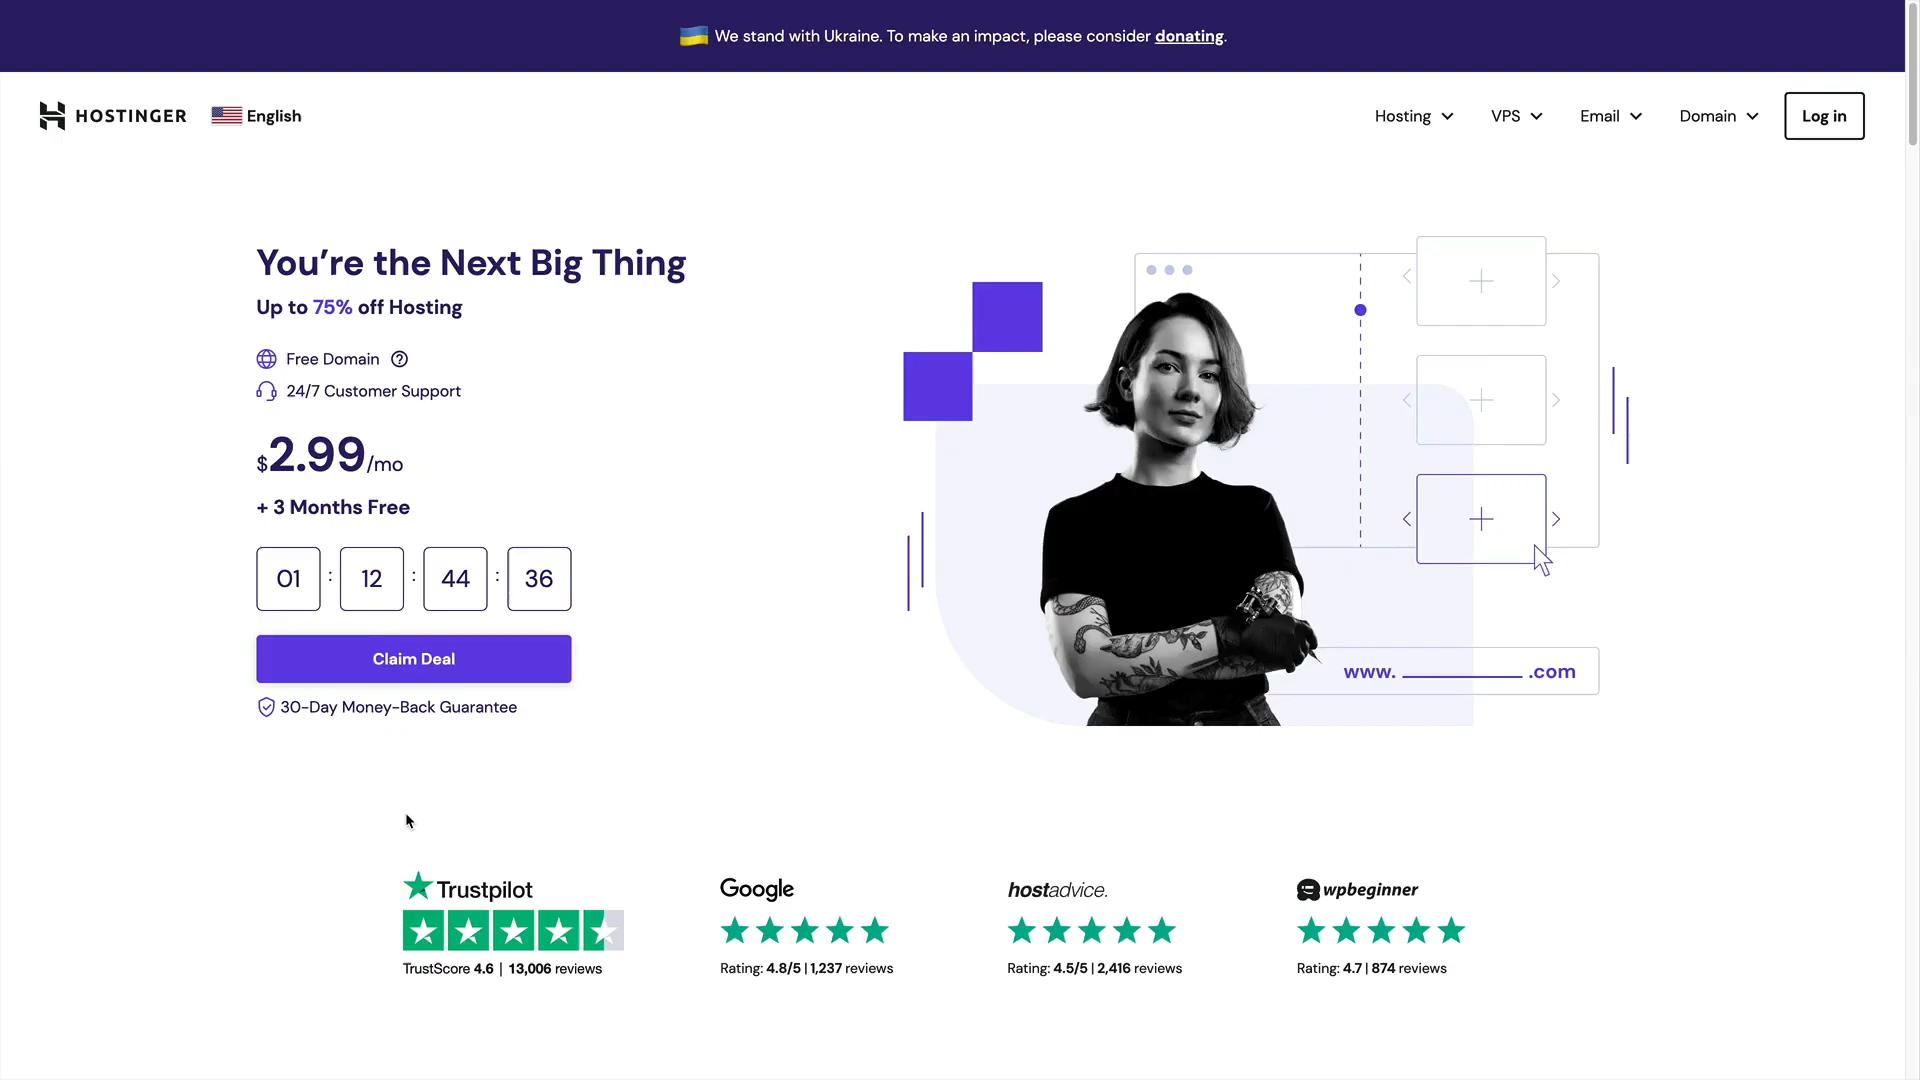 We stand with Ukraine. To make an impact, please consider donating.
HOSTINGER
English
Hosting
VPS
Email
Domain
Log in
You’re the Next Big Thing
Up to 75% off Hosting
Free Domain
24/7 Customer Support
$2.99/mo
+ 3 Months Free
01 : 12 : 44 : 36
Claim Deal
30-Day Money-Back Guarantee
www. ____________ .com
Trustpilot
TrustScore 4.6 | 13,006 reviews
Google
Rating: 4.8/5 | 1,237 reviews
hostadvice.
Rating: 4.5/5 | 2,416 reviews
wpbeginner
Rating: 4.7 | 874 reviews